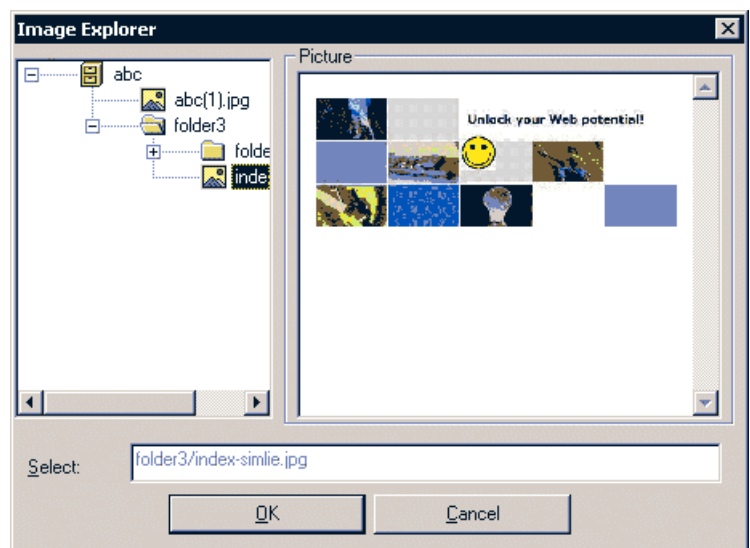 Image Explorer
abc
abc(1).jpg
folder3
folde
inde
Picture
Unlock your Web potential!
Select:
folder3/index-simlie.jpg
OK
Cancel